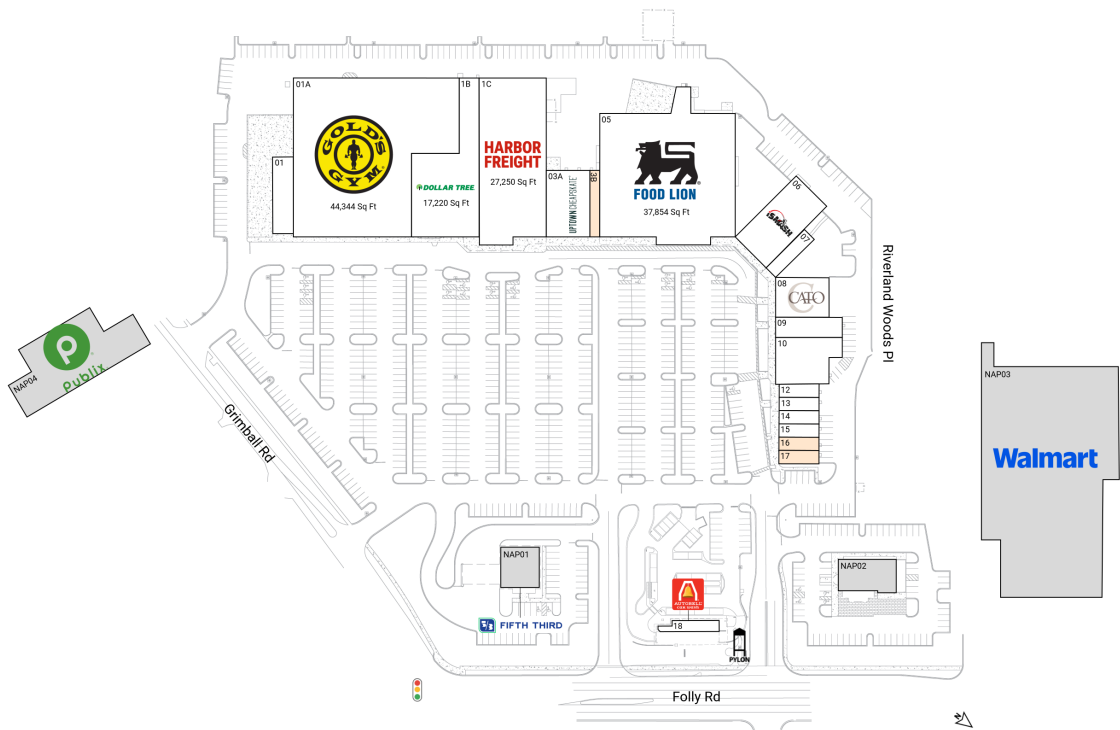 01A
1B
1C
GOLD'S
GYM
44,344 Sq Ft
01
DOLLAR TREE
17,220 Sq Ft
HARBOR
FREIGHT
27,250 Sq Ft
03A
UPTOWN CHEAPSKATE
3B
05
FOOD LION
37,854 Sq Ft
06
iSMASH
07
08
C
CATO
09
10
12
13
14
15
16
17
Riverland Woods Pl
NAP04
P
Publix
Grimball Rd
NAP03
Walmart
NAP01
FIFTH THIRD
AUTOBELL
CAR WASH
18
PYLON
NAP02
Folly Rd
N